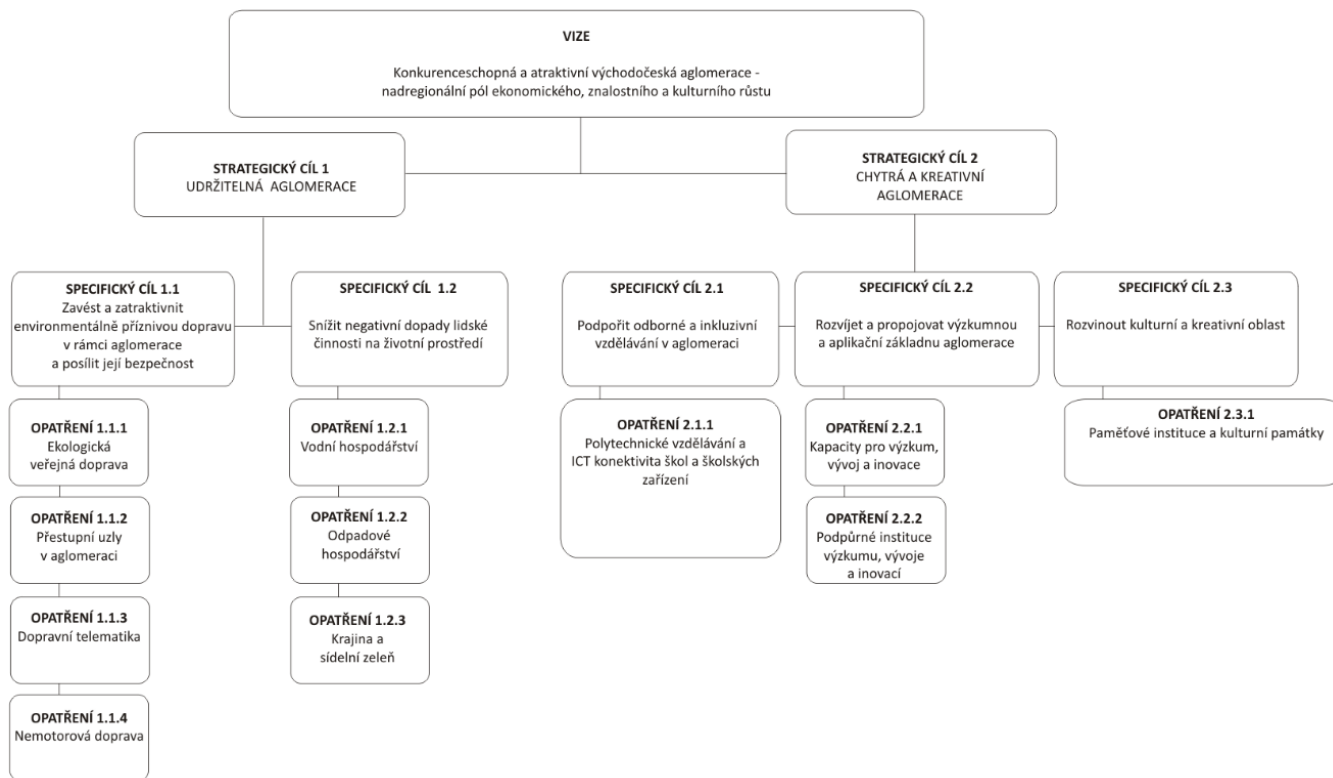 VIZE
Konkurenceschopná a atraktivní východočeská aglomerace -
nadregionální pól ekonomického, znalostního a kulturního růstu
STRATEGICKÝ CÍL 1
UDRŽITELNÁ AGLOMERACE
STRATEGICKÝ CÍL 2
CHYTRÁ A KREATIVNÍ
AGLOMERACE
SPECIFICKÝ CÍL 1.1
Zavést a zatraktivnit
environmentálně příznivou dopravu
v rámci aglomerace
a posílit její bezpečnost
SPECIFICKÝ CÍL 1.2
Snížit negativní dopady lidské
činnosti na životní prostředí
SPECIFICKÝ CÍL 2.1
Podpořit odborné a inkluzivní
vzdělávání v aglomeraci
SPECIFICKÝ CÍL 2.2
Rozvíjet a propojovat výzkumnou
a aplikační základnu aglomerace
SPECIFICKÝ CÍL 2.3
Rozvinout kulturní a kreativní oblast
OPATŘENÍ 1.1.1
Ekologická
veřejná doprava
OPATŘENÍ 1.1.2
Přestupní uzly
v aglomeraci
OPATŘENÍ 1.1.3
Dopravní telematika
OPATŘENÍ 1.1.4
Nemotorová doprava
OPATŘENÍ 1.2.1
Vodní hospodářství
OPATŘENÍ 1.2.2
Odpadové
hospodářství
OPATŘENÍ 1.2.3
Krajina a
sídelní zeleň
OPATŘENÍ 2.1.1
Polytechnické vzdělávání a
ICT konektivita škol a školských
zařízení
OPATŘENÍ 2.2.1
Kapacity pro výzkum,
vývoj a inovace
OPATŘENÍ 2.2.2
Podpůrné instituce
výzkumu, vývoje
a inovací
OPATŘENÍ 2.3.1
Paměťové instituce a kulturní památky